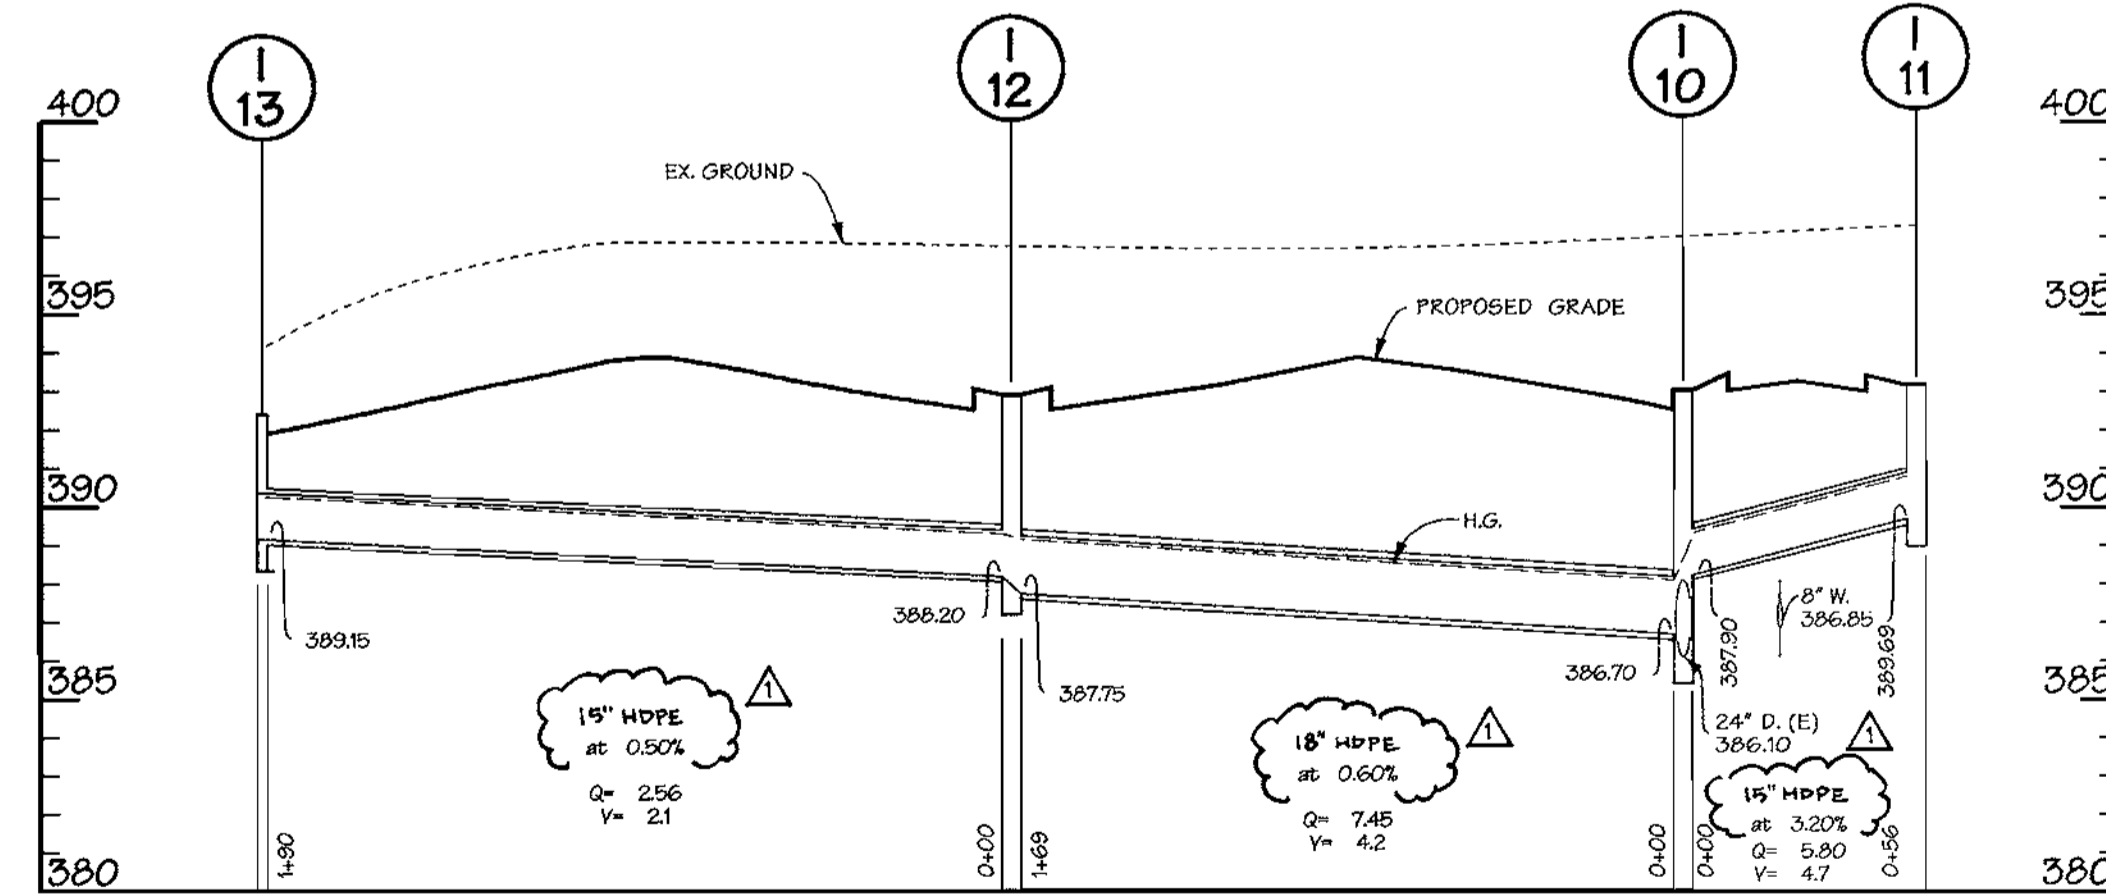 I
13
I
12
I
10
I
11
400
400
EX. GROUND
395
395
PROPOSED GRADE
390
390
H.G.
389.15
388.20
387.75
386.70
387.90
8" W.
386.85
389.69
385
385
15" HDPE
at 0.50%
Q= 2.56
V= 2.1
1
18" HDPE
at 0.60%
Q= 7.45
V= 4.2
1
24" D. (E)
386.10
1
15" HDPE
at 3.20%
Q= 5.80
V= 4.7
380
380
1+90
0+00
1+69
0+00
0+00
0+56